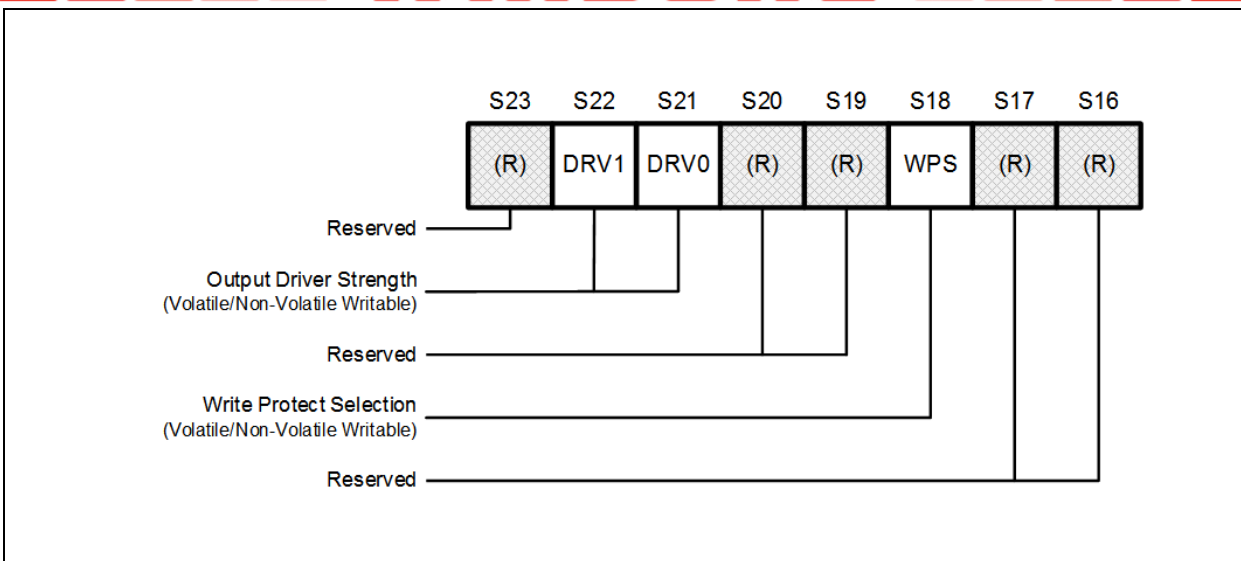 S23 S22 S21 S20 S19 S18 S17 S16
(R) DRV1 DRV0 (R) (R) WPS (R) (R)
Reserved
Output Driver Strength
(Volatile/Non-Volatile Writable)
Reserved
Write Protect Selection
(Volatile/Non-Volatile Writable)
Reserved